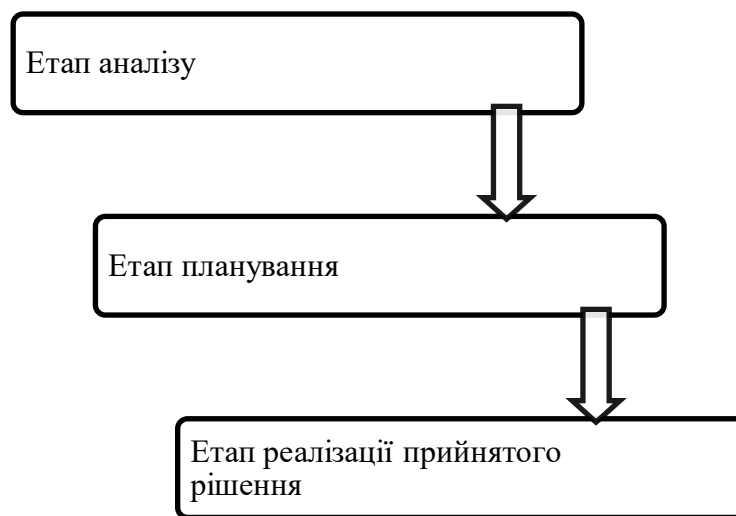 Етап аналізу
Етап планування
Етап реалізації прийнятого
рішення